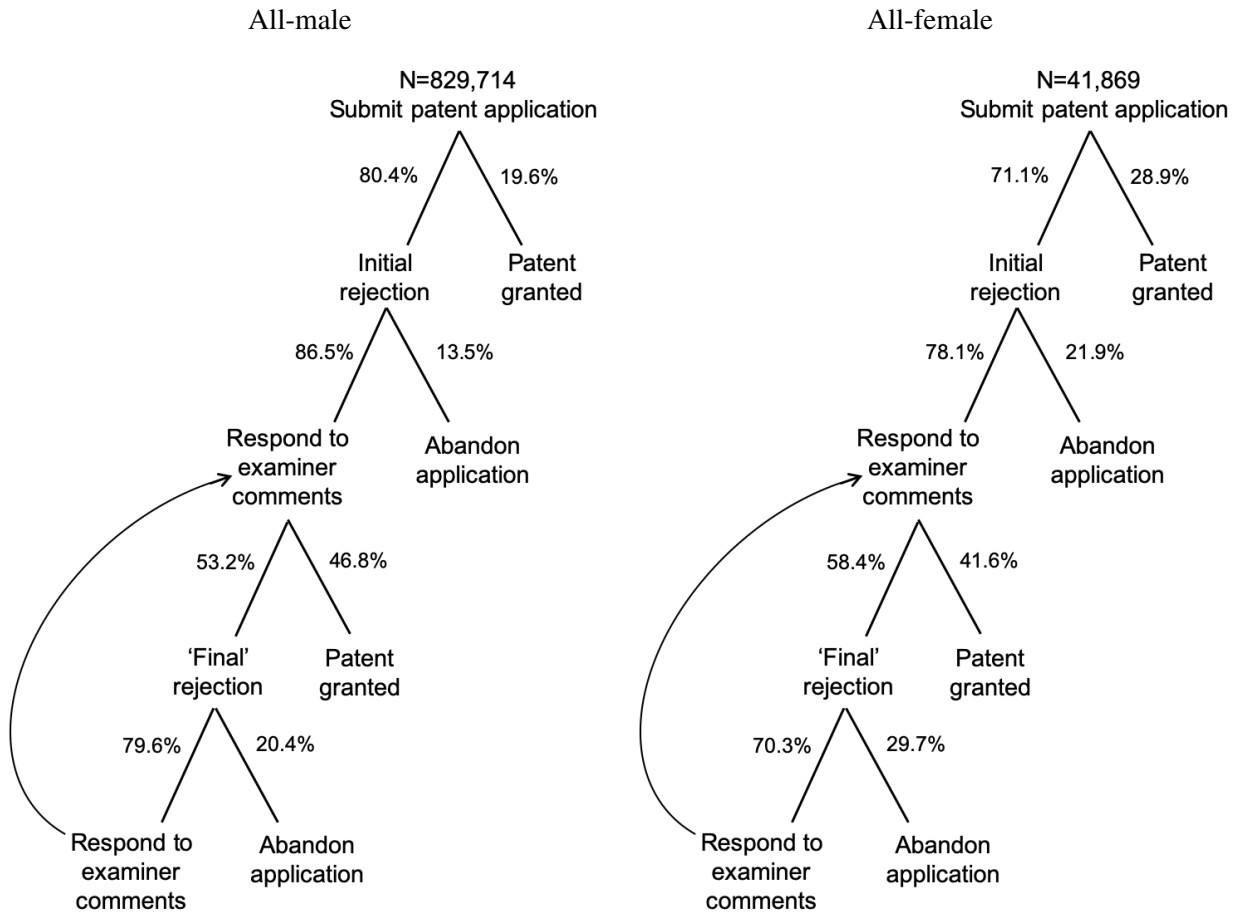 All-male
N=829,714
Submit patent application
80.4%
19.6%
Initial
rejection
Patent
granted
86.5%
13.5%
Respond to
examiner
comments
Abandon
application
53.2%
46.8%
‘Final’
rejection
Patent
granted
79.6%
20.4%
Respond to
examiner
comments
Abandon
application
All-female
N=41,869
Submit patent application
71.1%
28.9%
Initial
rejection
Patent
granted
78.1%
21.9%
Respond to
examiner
comments
Abandon
application
58.4%
41.6%
‘Final’
rejection
Patent
granted
70.3%
29.7%
Respond to
examiner
comments
Abandon
application